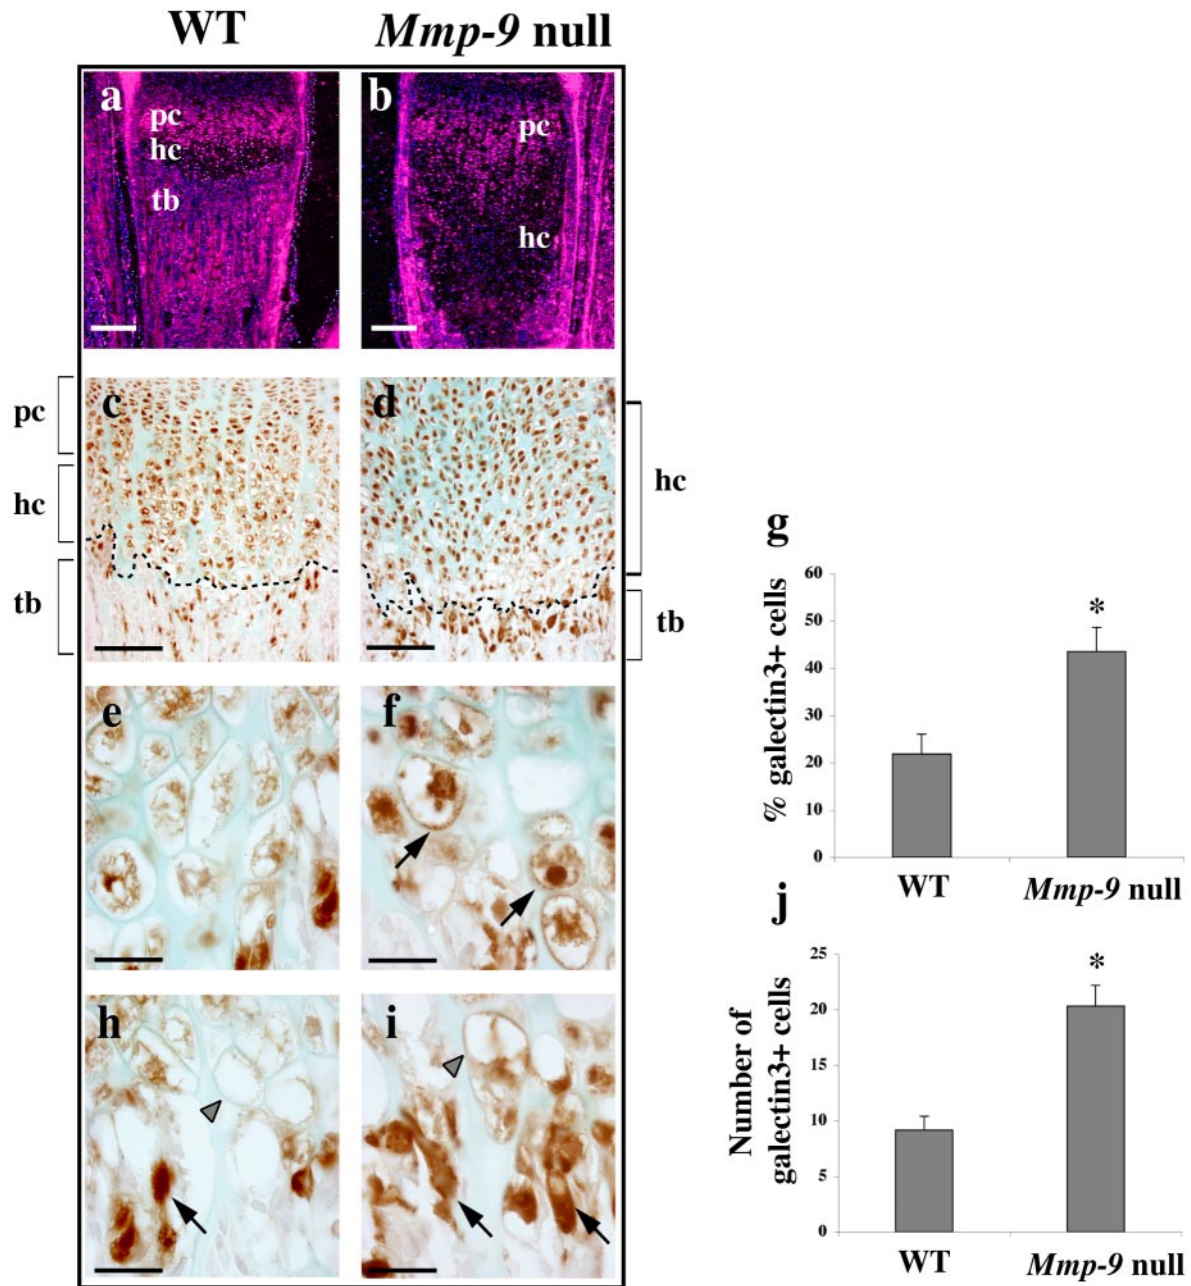 WT
Mmp-9 null
a
pc
hc
tb
b
pc
hc
pc
hc
tb
c
d
hc
tb
e
f
h
i
g
% galectin3+ cells
60
50
40
30
20
10
0
*
WT
Mmp-9 null
j
Number of
galectin3+ cells
25
20
15
10
5
0
*
WT
Mmp-9 null